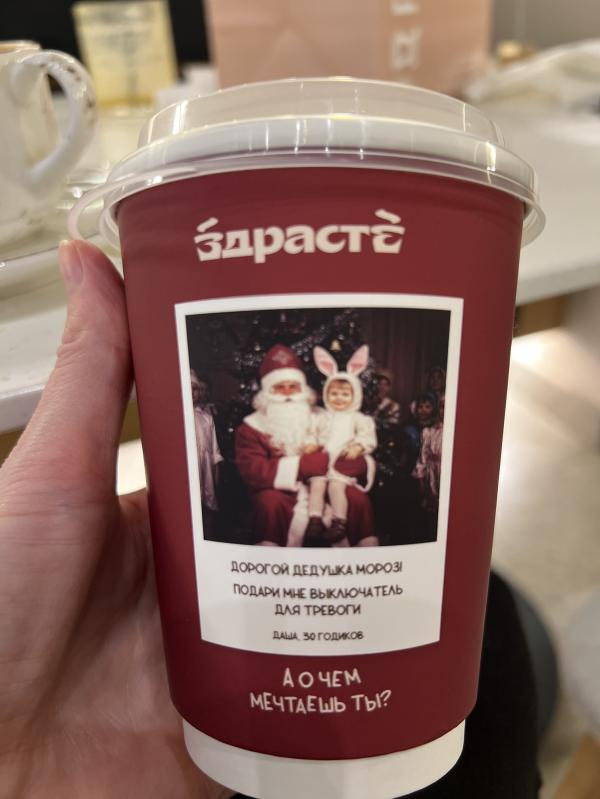 здрасте
ДОРОГОЙ ДЕДУШКА МОРОЗ!
ПОДАРИ МНЕ ВЫКЛЮЧАТЕЛЬ
ДЛЯ ТРЕВОГИ
ДАША, 30 ГОДИКОВ
А О ЧЕМ
МЕЧТАЕШЬ ТЫ?